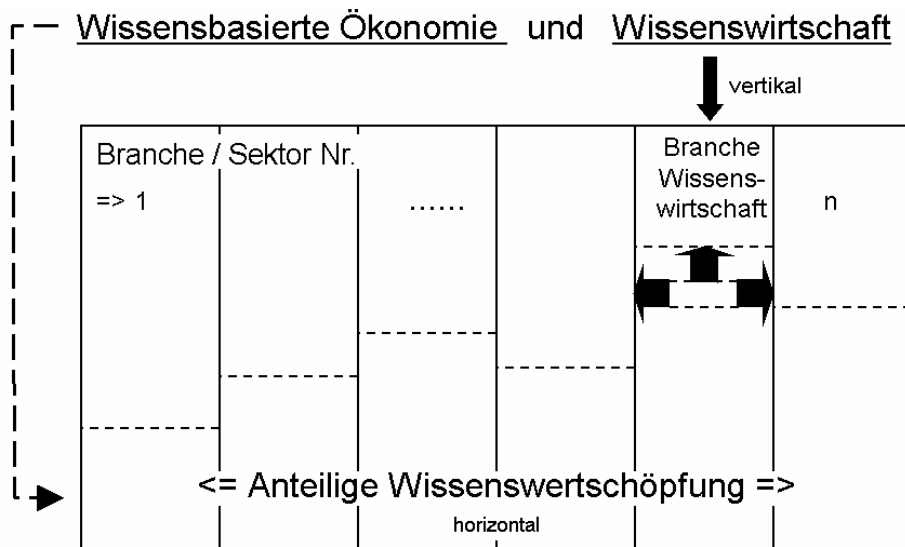 Wissensbasierte Ökonomie und Wissenswirtschaft
vertikal
Branche / Sektor Nr.
=> 1
......
Branche
Wissens-
wirtschaft
n
<= Anteilige Wissenswertschöpfung =>
horizontal